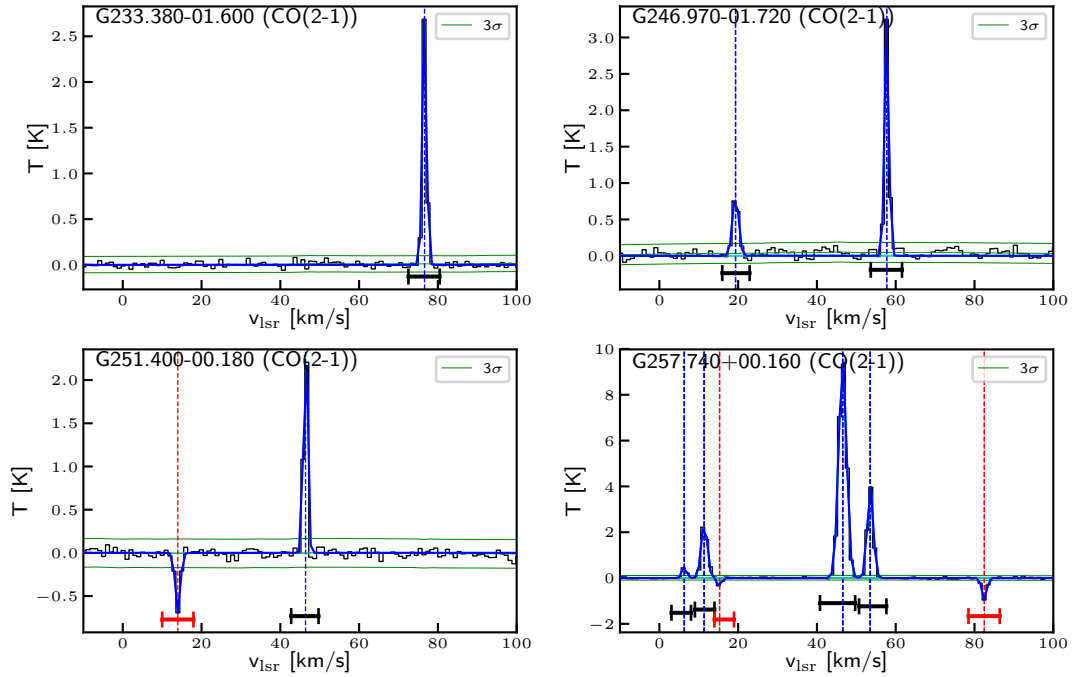 G233.380-01.600 (CO(2-1))
3σ
T [K]
2.5
2.0
1.5
1.0
0.5
0.0
0 20 40 60 80 100
v_lsr [km/s]
G246.970-01.720 (CO(2-1))
3σ
T [K]
3.0
2.5
2.0
1.5
1.0
0.5
0.0
0 20 40 60 80 100
v_lsr [km/s]
G251.400-00.180 (CO(2-1))
3σ
T [K]
2.0
1.5
1.0
0.5
0.0
−0.5
0 20 40 60 80 100
v_lsr [km/s]
G257.740+00.160 (CO(2-1))
3σ
T [K]
10
8
6
4
2
0
−2
0 20 40 60 80 100
v_lsr [km/s]